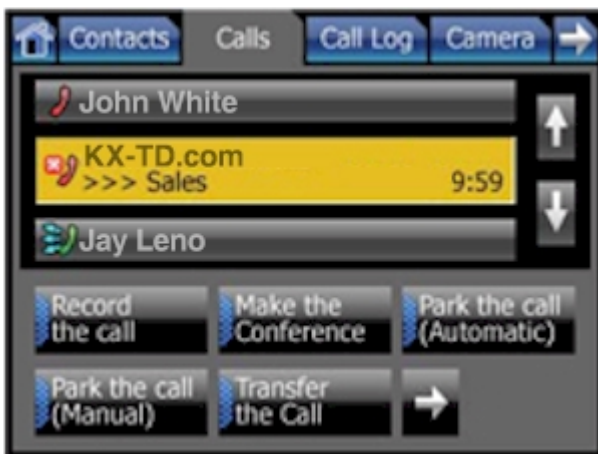 Contacts Calls Call Log Camera
John White
KX-TD.com
>>> Sales 9:59
Jay Leno
Record Make the Park the call
the call Conference (Automatic)
Park the call Transfer
(Manual) the Call